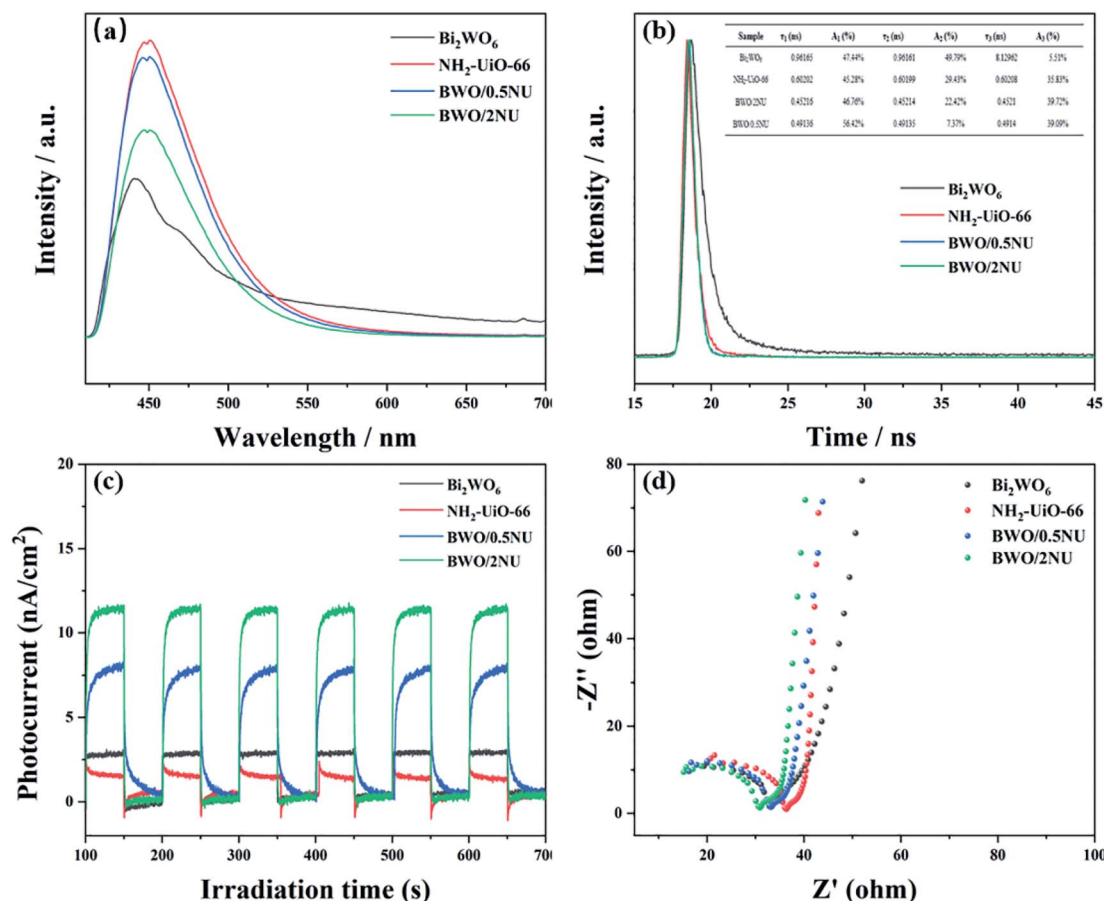 (a)
Bi₂WO₆
NH₂-UiO-66
BWO/0.5NU
BWO/2NU
Intensity / a.u.
450 500 550 600 650 700
Wavelength / nm
(b)
Sample τ₁ (ns) A₁ (%) τ₂ (ns) A₂ (%) τ₃ (ns) A₃ (%)
Bi₂WO₆ 0.96165 47.44% 0.96161 49.79% 8.12962 5.51%
NH₂-UiO-66 0.60202 45.28% 0.60199 29.43% 0.60208 35.83%
BWO/2NU 0.45216 46.76% 0.45214 22.42% 0.4521 39.72%
BWO/0.5NU 0.49136 56.42% 0.49135 7.37% 0.4914 39.09%
Bi₂WO₆
NH₂-UiO-66
BWO/0.5NU
BWO/2NU
Intensity / a.u.
15 20 25 30 35 40 45
Time / ns
(c)
Bi₂WO₆
NH₂-UiO-66
BWO/0.5NU
BWO/2NU
Photocurrent (nA/cm²)
20
15
10
5
0
100 200 300 400 500 600 700
Irradiation time (s)
(d)
Bi₂WO₆
NH₂-UiO-66
BWO/0.5NU
BWO/2NU
-Z'' (ohm)
80
60
40
20
0
20 40 60 80 100
Z' (ohm)